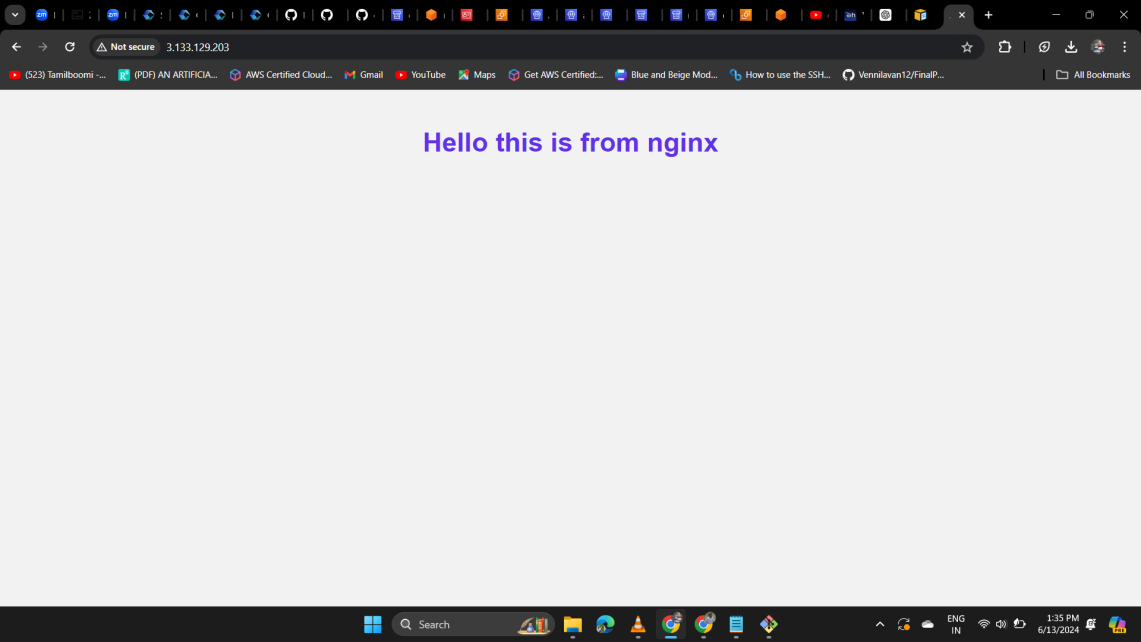 Not secure 3.133.129.203
(523) Tamilboomi -...
(PDF) AN ARTIFICIA...
AWS Certified Cloud...
Gmail
YouTube
Maps
Get AWS Certified:...
Blue and Beige Mod...
How to use the SSH...
Vennilavan12/FinalP...
All Bookmarks
Hello this is from nginx
Search
ENG
IN
1:35 PM
6/13/2024